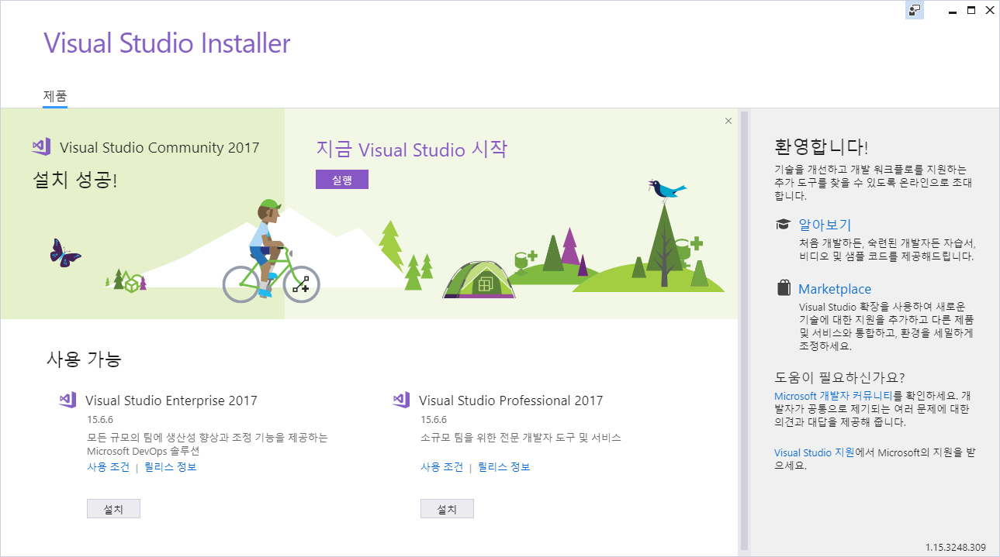 Visual Studio Installer
제품
Visual Studio Community 2017
설치 성공!
지금 Visual Studio 시작
실행
사용 가능
Visual Studio Enterprise 2017
15.6.6
모든 규모의 팀에 생산성 향상과 조정 기능을 제공하는
Microsoft DevOps 솔루션
사용 조건 | 릴리스 정보
설치
Visual Studio Professional 2017
15.6.6
소규모 팀을 위한 전문 개발자 도구 및 서비스
사용 조건 | 릴리스 정보
설치
환영합니다!
기술을 개선하고 개발 워크플로를 지원하는
추가 도구를 찾을 수 있도록 온라인으로 초대
합니다.
알아보기
처음 개발하든, 숙련된 개발자든 자습서,
비디오 및 샘플 코드를 제공해드립니다.
Marketplace
Visual Studio 확장을 사용하여 새로운
기술에 대한 지원을 추가하고 다른 제품
및 서비스와 통합하고, 환경을 세밀하게
조정하세요.
도움이 필요하신가요?
Microsoft 개발자 커뮤니티를 확인하세요. 개
발자가 공통으로 제기되는 여러 문제에 대한
의견과 대답을 제공해 줍니다.
Visual Studio 지원에서 Microsoft의 지원을 받
으세요.
1.15.3248.309